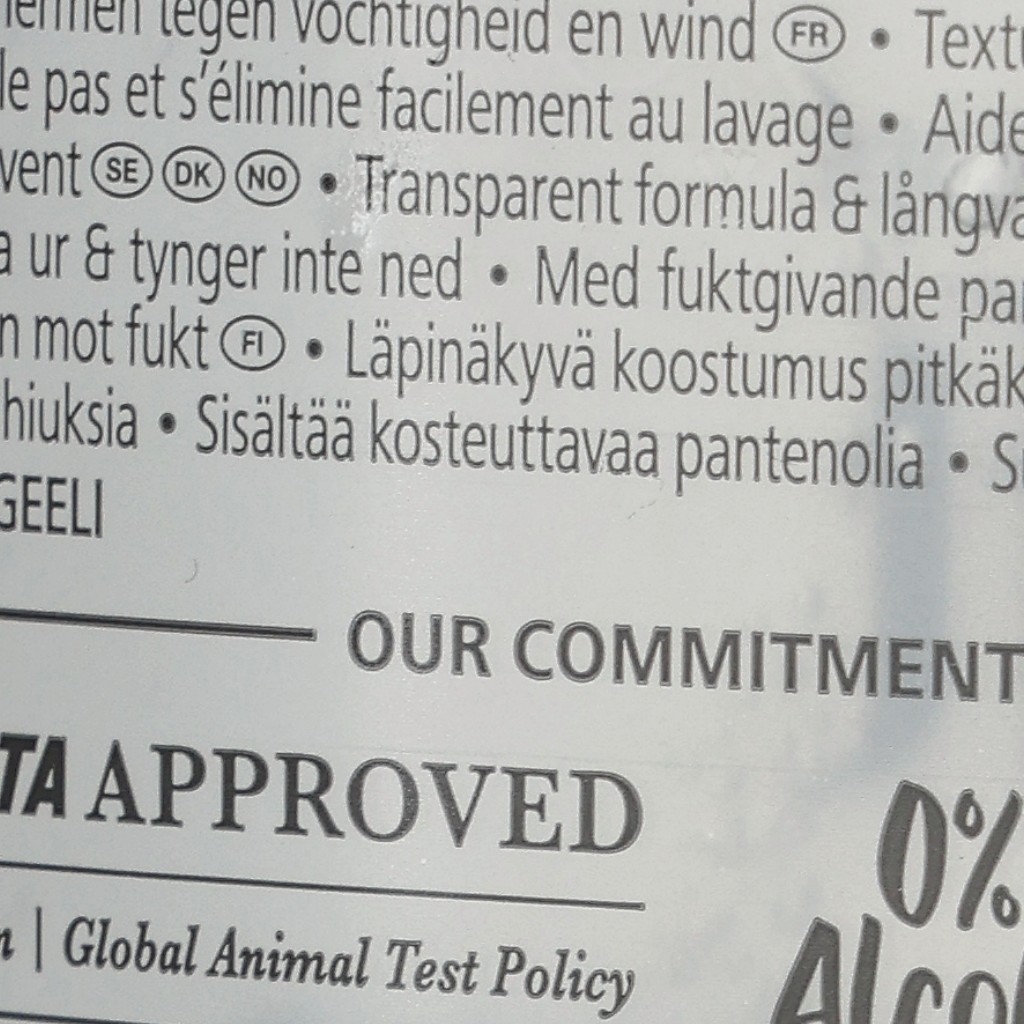 tegen vochtigheid en wind FR • Text
le pas et s'élimine facilement au lavage • Aide
vent SE DK NO • Transparent formula & långva
a ur & tynger inte ned • Med fuktgivande pa
n mot fukt FI • Läpinäkyvä koostumus pitkäk
hiuksia • Sisältää kosteuttavaa pantenolia • S
GEELI
OUR COMMITMENT
TA APPROVED
0%
n | Global Animal Test Policy
Alco